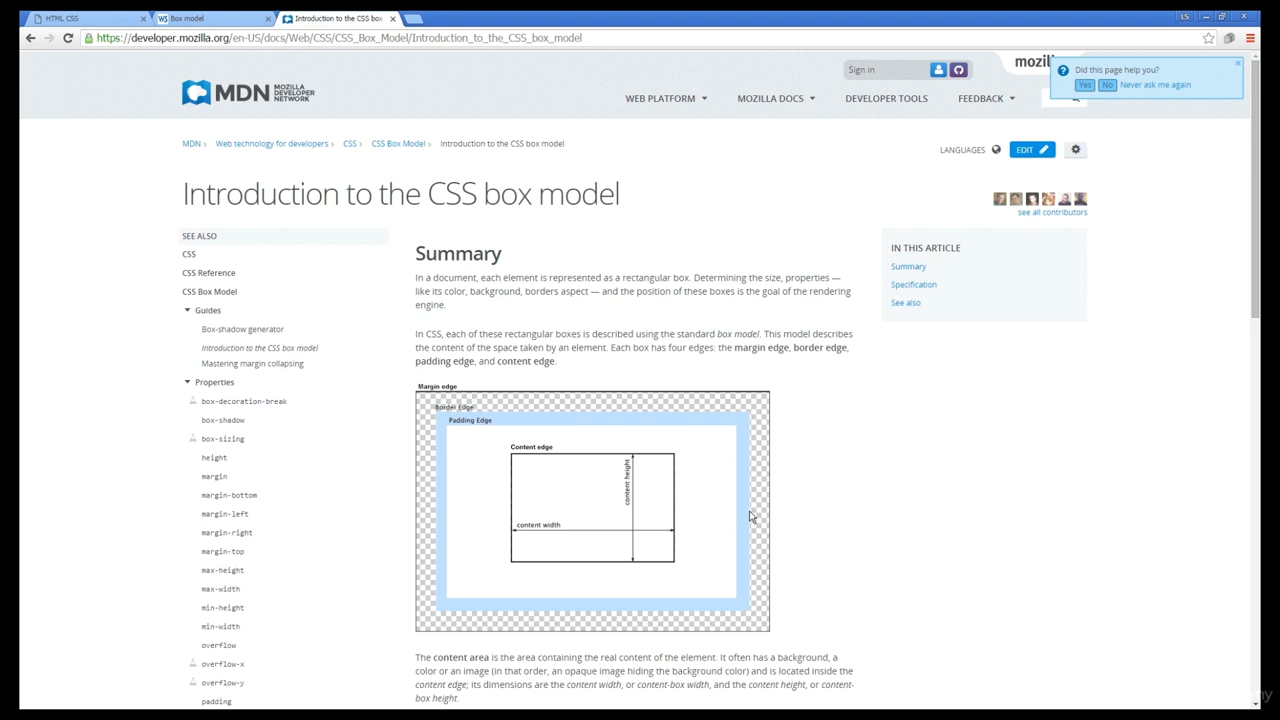 HTML CSS
W3 Box model
Introduction to the CSS bo
LS
https://developer.mozilla.org/en-US/docs/Web/CSS/CSS_Box_Model/Introduction_to_the_CSS_box_model
MDN MOZILLA DEVELOPER NETWORK
Sign in
Did this page help you?
Yes No Never ask me again
WEB PLATFORM MOZILLA DOCS DEVELOPER TOOLS FEEDBACK
MDN › Web technology for developers › CSS › CSS Box Model › Introduction to the CSS box model
LANGUAGES EDIT
Introduction to the CSS box model
see all contributors
SEE ALSO
CSS
CSS Reference
CSS Box Model
Guides
Box-shadow generator
Introduction to the CSS box model
Mastering margin collapsing
Properties
box-decoration-break
box-shadow
box-sizing
height
margin
margin-bottom
margin-left
margin-right
margin-top
max-height
max-width
min-height
min-width
overflow
overflow-x
overflow-y
padding
Summary
In a document, each element is represented as a rectangular box. Determining the size, properties —
like its color, background, borders aspect — and the position of these boxes is the goal of the rendering
engine.
In CSS, each of these rectangular boxes is described using the standard box model. This model describes
the content of the space taken by an element. Each box has four edges: the margin edge, border edge,
padding edge, and content edge.
Margin edge
Border Edge
Padding Edge
Content edge
content height
content width
The content area is the area containing the real content of the element. It often has a background, a
color or an image (in that order, an opaque image hiding the background color) and is located inside the
content edge; its dimensions are the content width, or content-box width, and the content height, or content-
box height.
IN THIS ARTICLE
Summary
Specification
See also